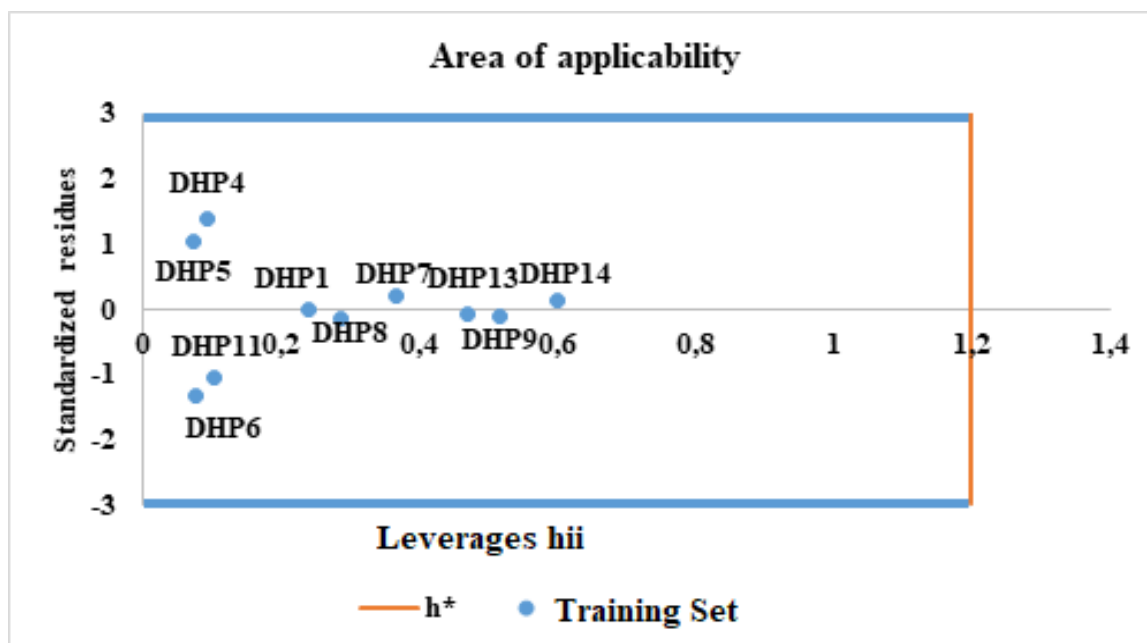 Area of applicability
3
2
1
0
-1
-2
-3
Standardized residues
DHP4
DHP5
DHP1
DHP7
DHP13
DHP14
DHP8
DHP9
DHP11
DHP6
0
0,2
0,4
0,6
0,8
1
1,2
1,4
Leverages hii
h*
Training Set